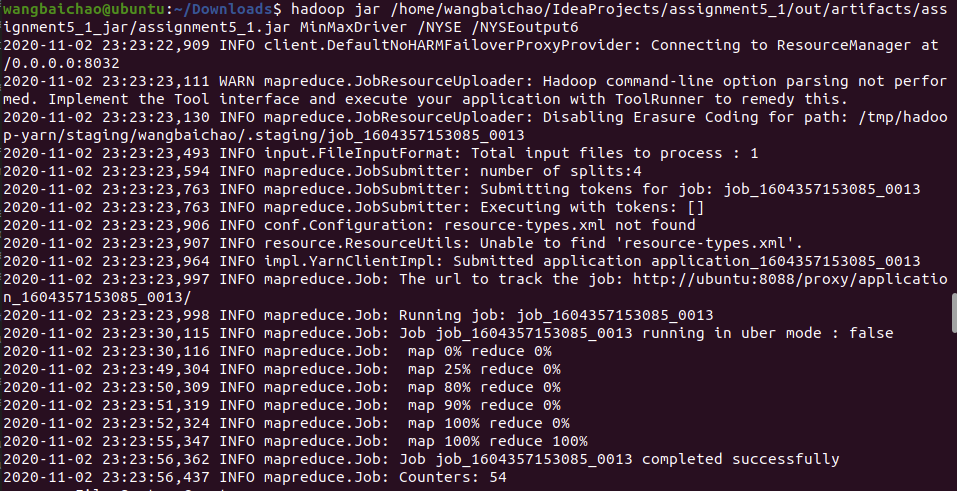 wangbaichao@ubuntu:~/Downloads$ hadoop jar /home/wangbaichao/IdeaProjects/assignment5_1/out/artifacts/ass
ignment5_1_jar/assignment5_1.jar MinMaxDriver /NYSE /NYSEoutput6
2020-11-02 23:23:22,909 INFO client.DefaultNoHARMFailoverProxyProvider: Connecting to ResourceManager at
/0.0.0.0:8032
2020-11-02 23:23:23,111 WARN mapreduce.JobResourceUploader: Hadoop command-line option parsing not perfor
med. Implement the Tool interface and execute your application with ToolRunner to remedy this.
2020-11-02 23:23:23,130 INFO mapreduce.JobResourceUploader: Disabling Erasure Coding for path: /tmp/hadoo
p-yarn/staging/wangbaichao/.staging/job_1604357153085_0013
2020-11-02 23:23:23,493 INFO input.FileInputFormat: Total input files to process : 1
2020-11-02 23:23:23,594 INFO mapreduce.JobSubmitter: number of splits:4
2020-11-02 23:23:23,763 INFO mapreduce.JobSubmitter: Submitting tokens for job: job_1604357153085_0013
2020-11-02 23:23:23,763 INFO mapreduce.JobSubmitter: Executing with tokens: []
2020-11-02 23:23:23,906 INFO conf.Configuration: resource-types.xml not found
2020-11-02 23:23:23,907 INFO resource.ResourceUtils: Unable to find 'resource-types.xml'.
2020-11-02 23:23:23,964 INFO impl.YarnClientImpl: Submitted application application_1604357153085_0013
2020-11-02 23:23:23,997 INFO mapreduce.Job: The url to track the job: http://ubuntu:8088/proxy/applicatio
n_1604357153085_0013/
2020-11-02 23:23:23,998 INFO mapreduce.Job: Running job: job_1604357153085_0013
2020-11-02 23:23:30,115 INFO mapreduce.Job: Job job_1604357153085_0013 running in uber mode : false
2020-11-02 23:23:30,116 INFO mapreduce.Job:  map 0% reduce 0%
2020-11-02 23:23:49,304 INFO mapreduce.Job:  map 25% reduce 0%
2020-11-02 23:23:50,309 INFO mapreduce.Job:  map 80% reduce 0%
2020-11-02 23:23:51,319 INFO mapreduce.Job:  map 90% reduce 0%
2020-11-02 23:23:52,324 INFO mapreduce.Job:  map 100% reduce 0%
2020-11-02 23:23:55,347 INFO mapreduce.Job:  map 100% reduce 100%
2020-11-02 23:23:56,362 INFO mapreduce.Job: Job job_1604357153085_0013 completed successfully
2020-11-02 23:23:56,437 INFO mapreduce.Job: Counters: 54